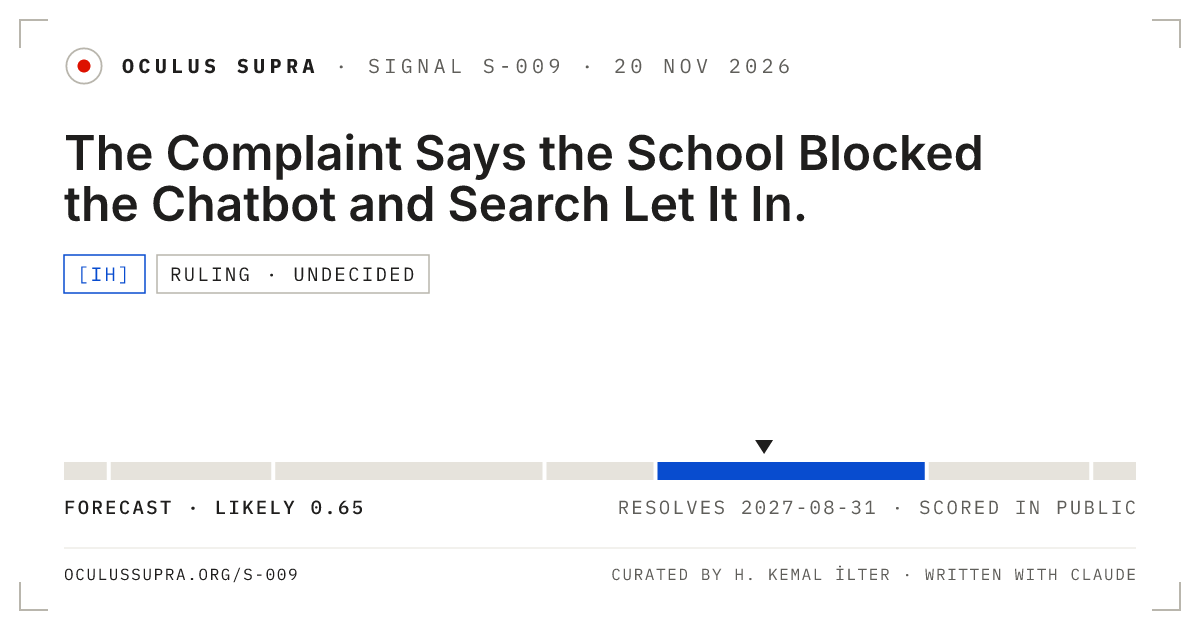 OCULUS SUPRA · SIGNAL S-009 · 20 NOV 2026
The Complaint Says the School Blocked
the Chatbot and Search Let It In.
[IH] RULING · UNDECIDED
FORECAST · LIKELY 0.65 RESOLVES 2027-08-31 · SCORED IN PUBLIC
OCULUSSUPRA.ORG/S-009 CURATED BY H. KEMAL İLTER · WRITTEN WITH CLAUDE